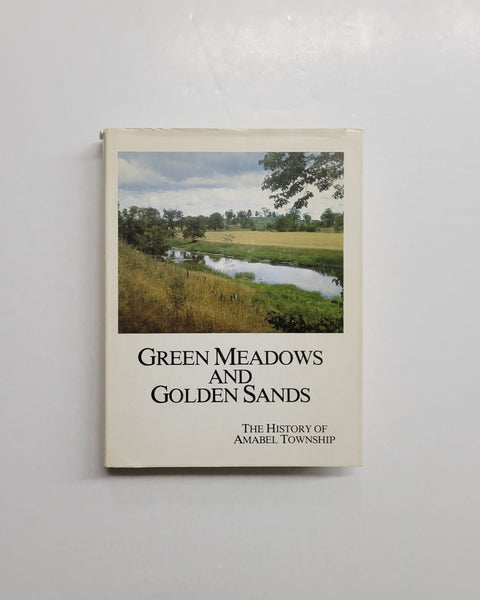 GREEN MEADOWS
AND
GOLDEN SANDS
THE HISTORY OF
AMABEL TOWNSHIP